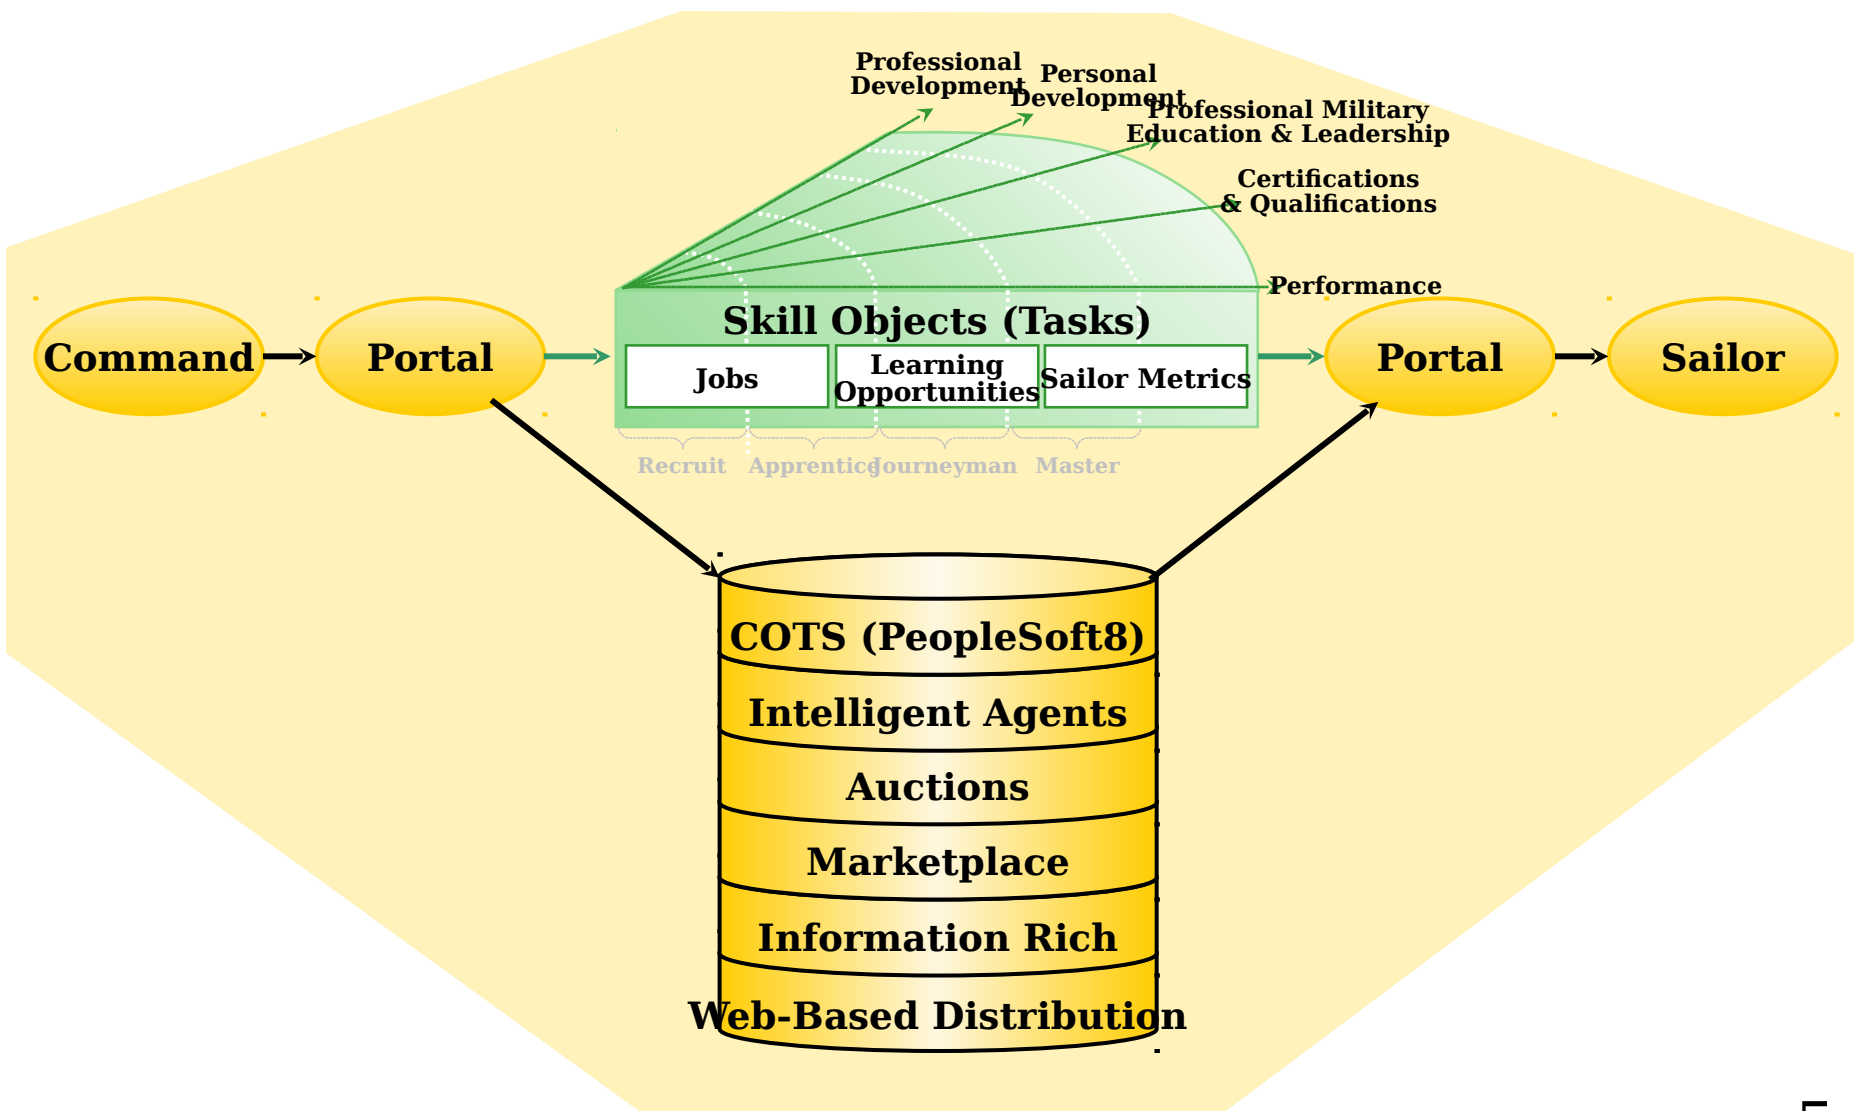 Professional
Development
Personal
Development
Professional Military
Education & Leadership
Certifications
& Qualifications
Performance
Command
Portal
Skill Objects (Tasks)
Jobs
Learning
Opportunities
Sailor Metrics
Portal
Sailor
Recruit
Apprentice
Journeyman
Master
COTS (PeopleSoft8)
Intelligent Agents
Auctions
Marketplace
Information Rich
Web-Based Distribution